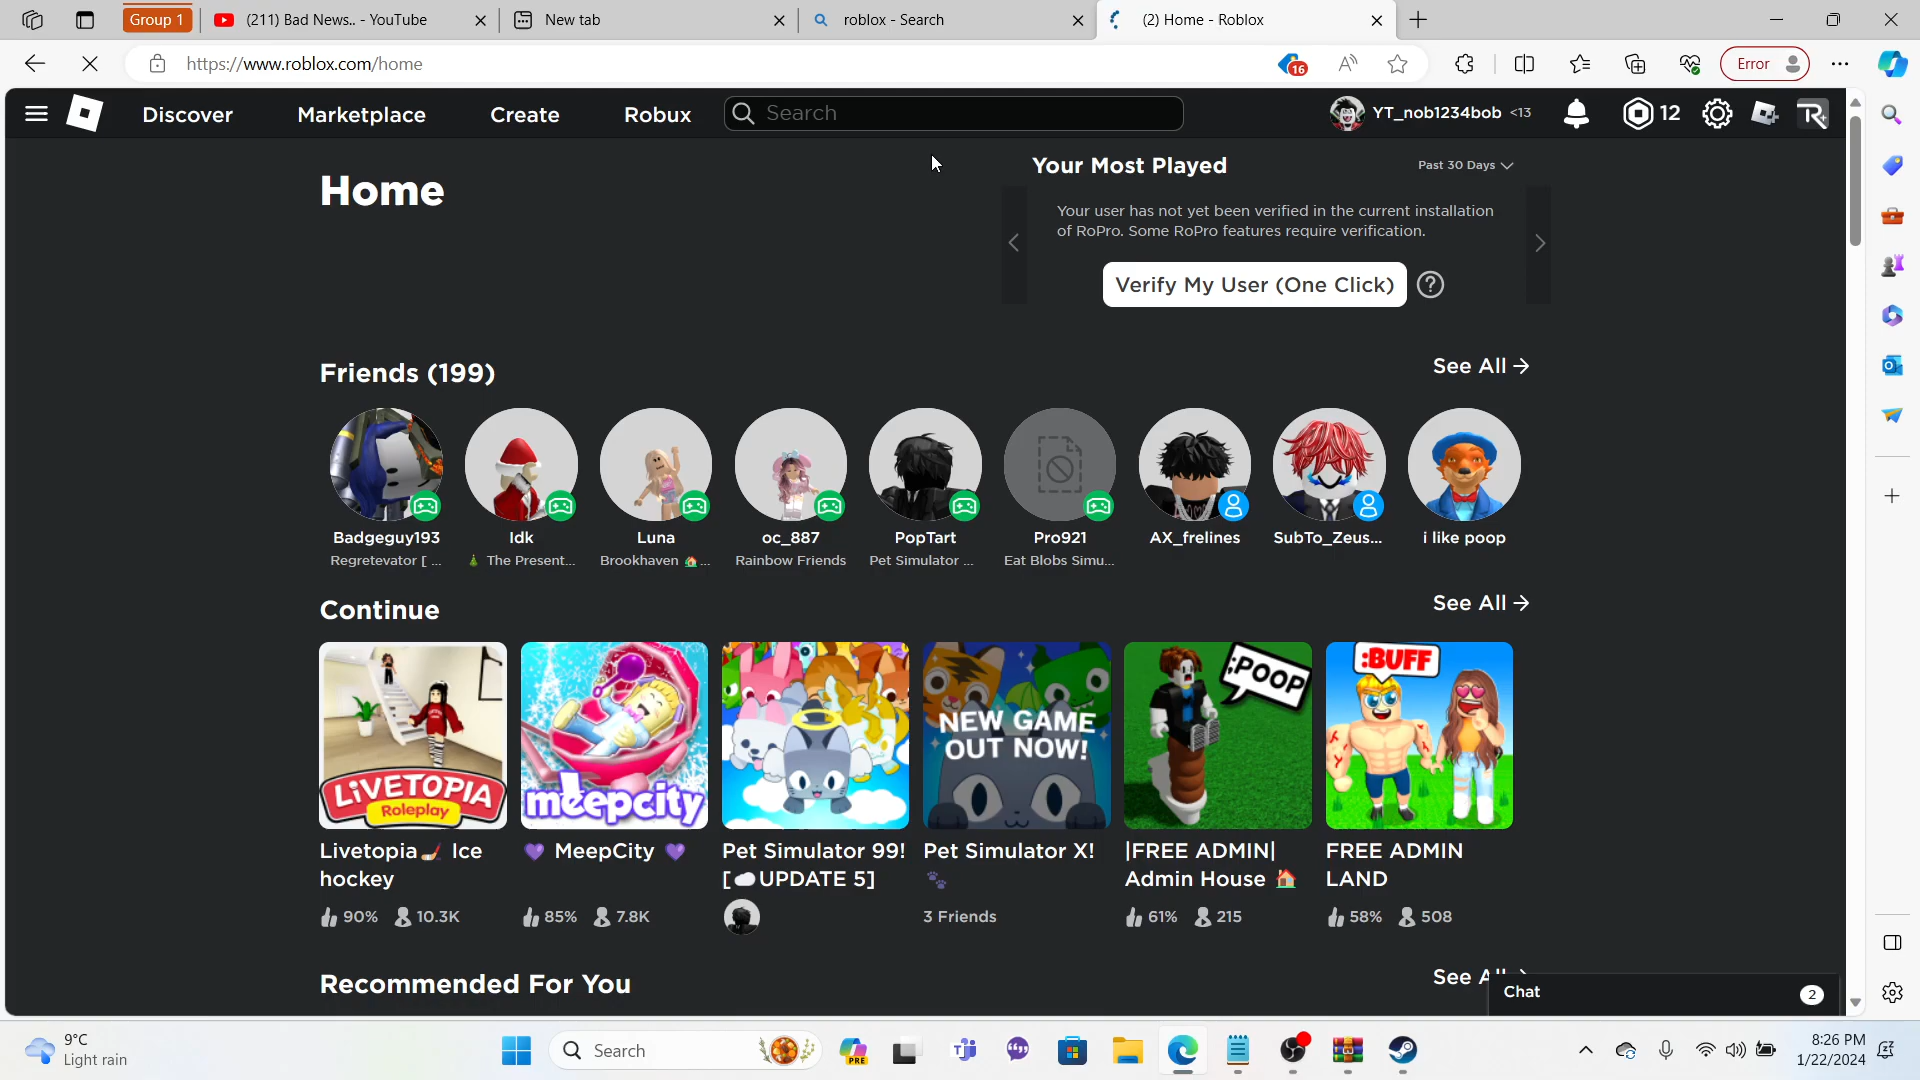 Group 1
(211) Bad News.. - YouTube
New tab
roblox - Search
(2) Home - Roblox
https://www.roblox.com/home
16
Error
Discover
Marketplace
Create
Robux
Search
YT_nob1234bob <13
12
Home
Your Most Played
Past 30 Days
Your user has not yet been verified in the current installation
of RoPro. Some RoPro features require verification.
Verify My User (One Click)
?
Friends (199)
See All →
Badgeguy193
Idk
Luna
oc_887
PopTart
Pro921
AX_frelines
SubTo_Zeus...
i like poop
Regretevator [ ...
The Present...
Brookhaven 🏠...
Rainbow Friends
Pet Simulator ...
Eat Blobs Simu...
Continue
See All →
LIVETOPIA
Roleplay
meepcity
NEW GAME
OUT NOW!
:POOP
:BUFF
Livetopia🏒 Ice
hockey
💜 MeepCity 💜
Pet Simulator 99!
[☁️UPDATE 5]
Pet Simulator X!
🐾
|FREE ADMIN|
Admin House 🏠
FREE ADMIN
LAND
90% 10.3K
85% 7.8K
3 Friends
61% 215
58% 508
Recommended For You
See All
Chat
2
9°C
Light rain
Search
PRE
8:26 PM
1/22/2024